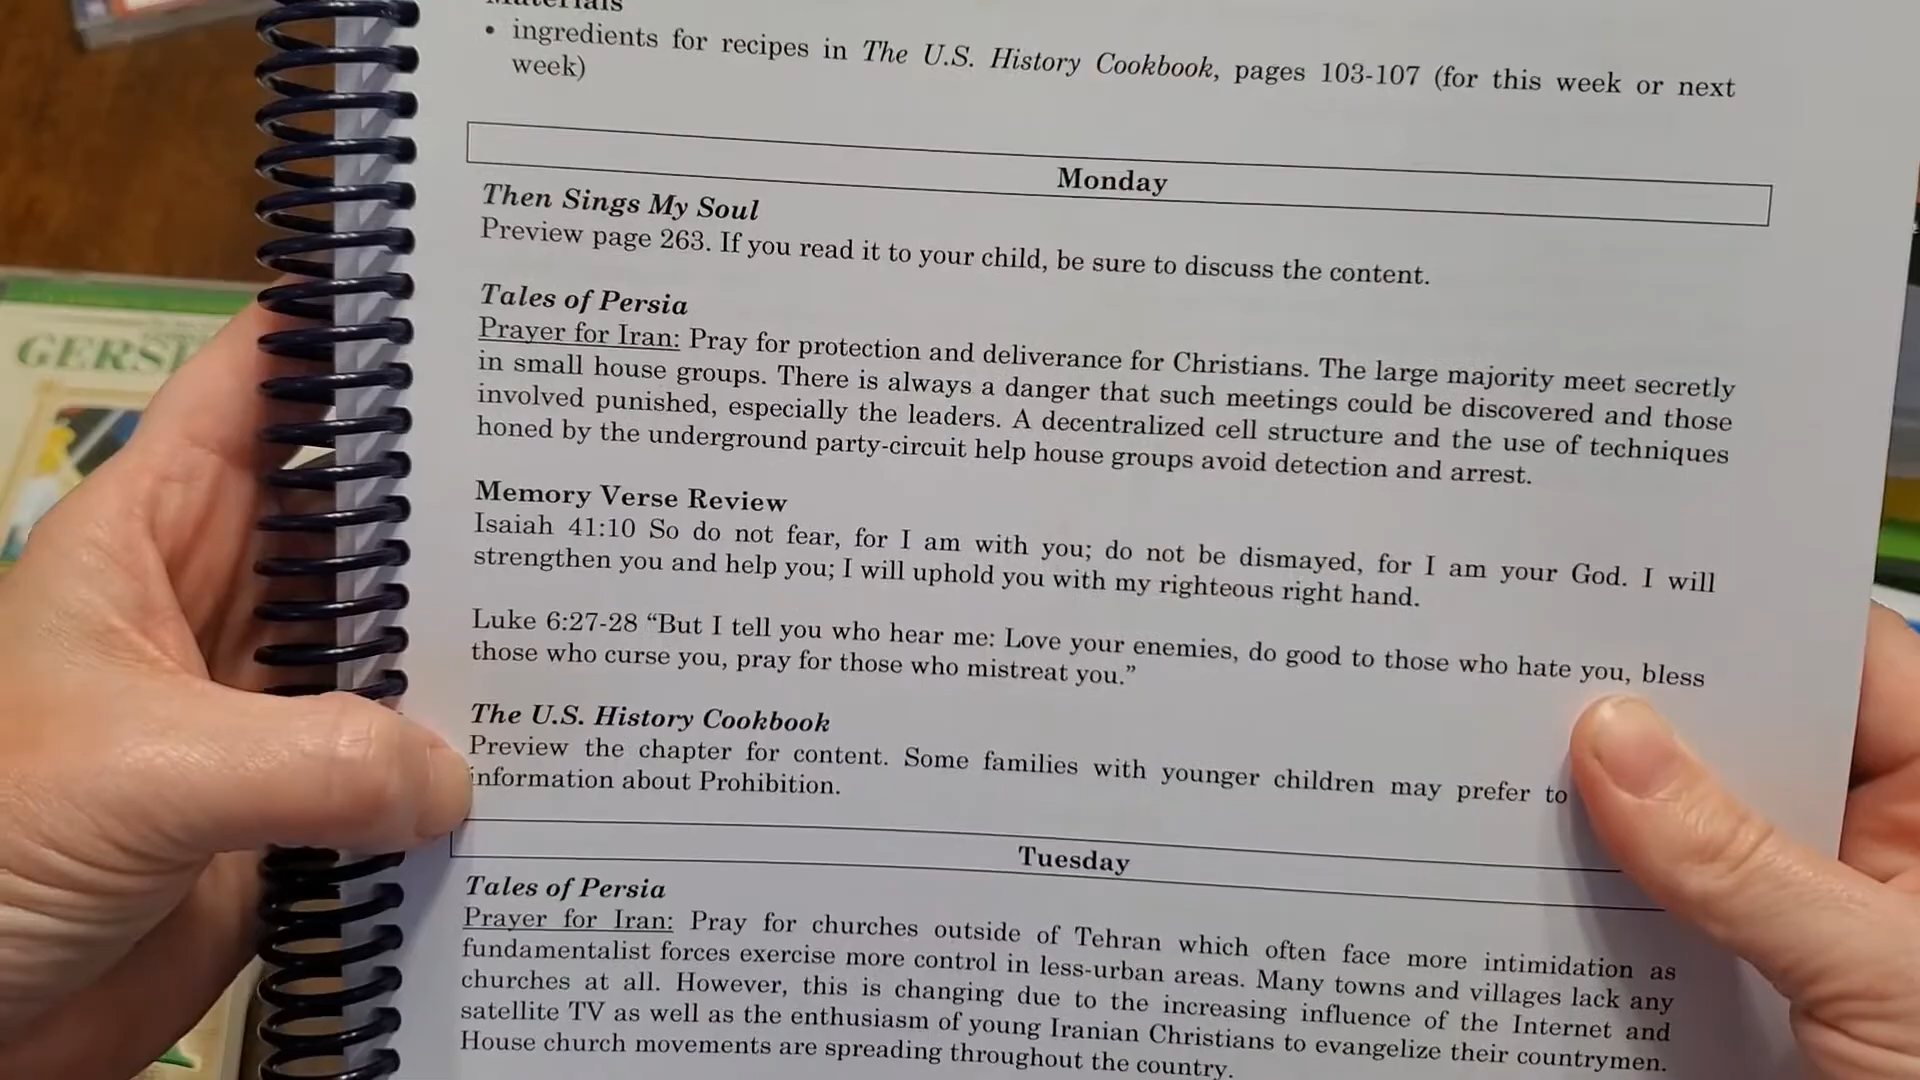 Materials
• ingredients for recipes in The U.S. History Cookbook, pages 103-107 (for this week or next
week)
Monday
Then Sings My Soul
Preview page 263. If you read it to your child, be sure to discuss the content.
Tales of Persia
Prayer for Iran: Pray for protection and deliverance for Christians. The large majority meet secretly
in small house groups. There is always a danger that such meetings could be discovered and those
involved punished, especially the leaders. A decentralized cell structure and the use of techniques
honed by the underground party-circuit help house groups avoid detection and arrest.
Memory Verse Review
Isaiah 41:10 So do not fear, for I am with you; do not be dismayed, for I am your God. I will
strengthen you and help you; I will uphold you with my righteous right hand.
Luke 6:27-28 “But I tell you who hear me: Love your enemies, do good to those who hate you, bless
those who curse you, pray for those who mistreat you.”
The U.S. History Cookbook
Preview the chapter for content. Some families with younger children may prefer to
information about Prohibition.
Tuesday
Tales of Persia
Prayer for Iran: Pray for churches outside of Tehran which often face more intimidation as
fundamentalist forces exercise more control in less-urban areas. Many towns and villages lack any
churches at all. However, this is changing due to the increasing influence of the Internet and
satellite TV as well as the enthusiasm of young Iranian Christians to evangelize their countrymen.
House church movements are spreading throughout the country.